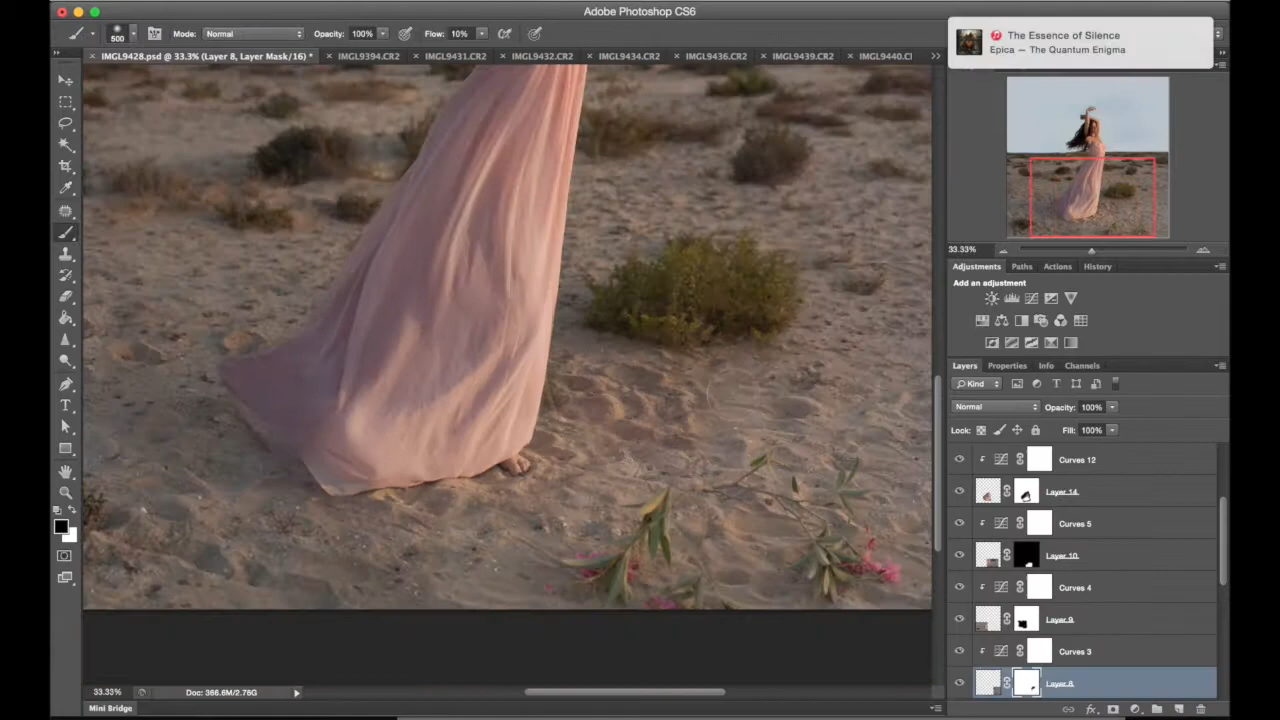 Adobe Photoshop CS6
500
Mode: Normal Opacity: 100% Flow: 10%
The Essence of Silence
Epica — The Quantum Enigma
× IMGL9428.psd @ 33.3% (Layer 8, Layer Mask/16) * × IMGL9394.CR2 × IMGL9431.CR2 × IMGL9432.CR2 × IMGL9434.CR2 × IMGL9436.CR2 × IMGL9439.CR2 × IMGL9440.CI
33.33%
Adjustments Paths Actions History
Add an adjustment
Layers Properties Info Channels
Kind
Normal Opacity: 100%
Lock: Fill: 100%
Curves 12
Layer 14
Curves 5
Layer 10
Curves 4
Layer 9
Curves 3
Layer 8
33.33% Doc: 366.6M/2.76G
Mini Bridge